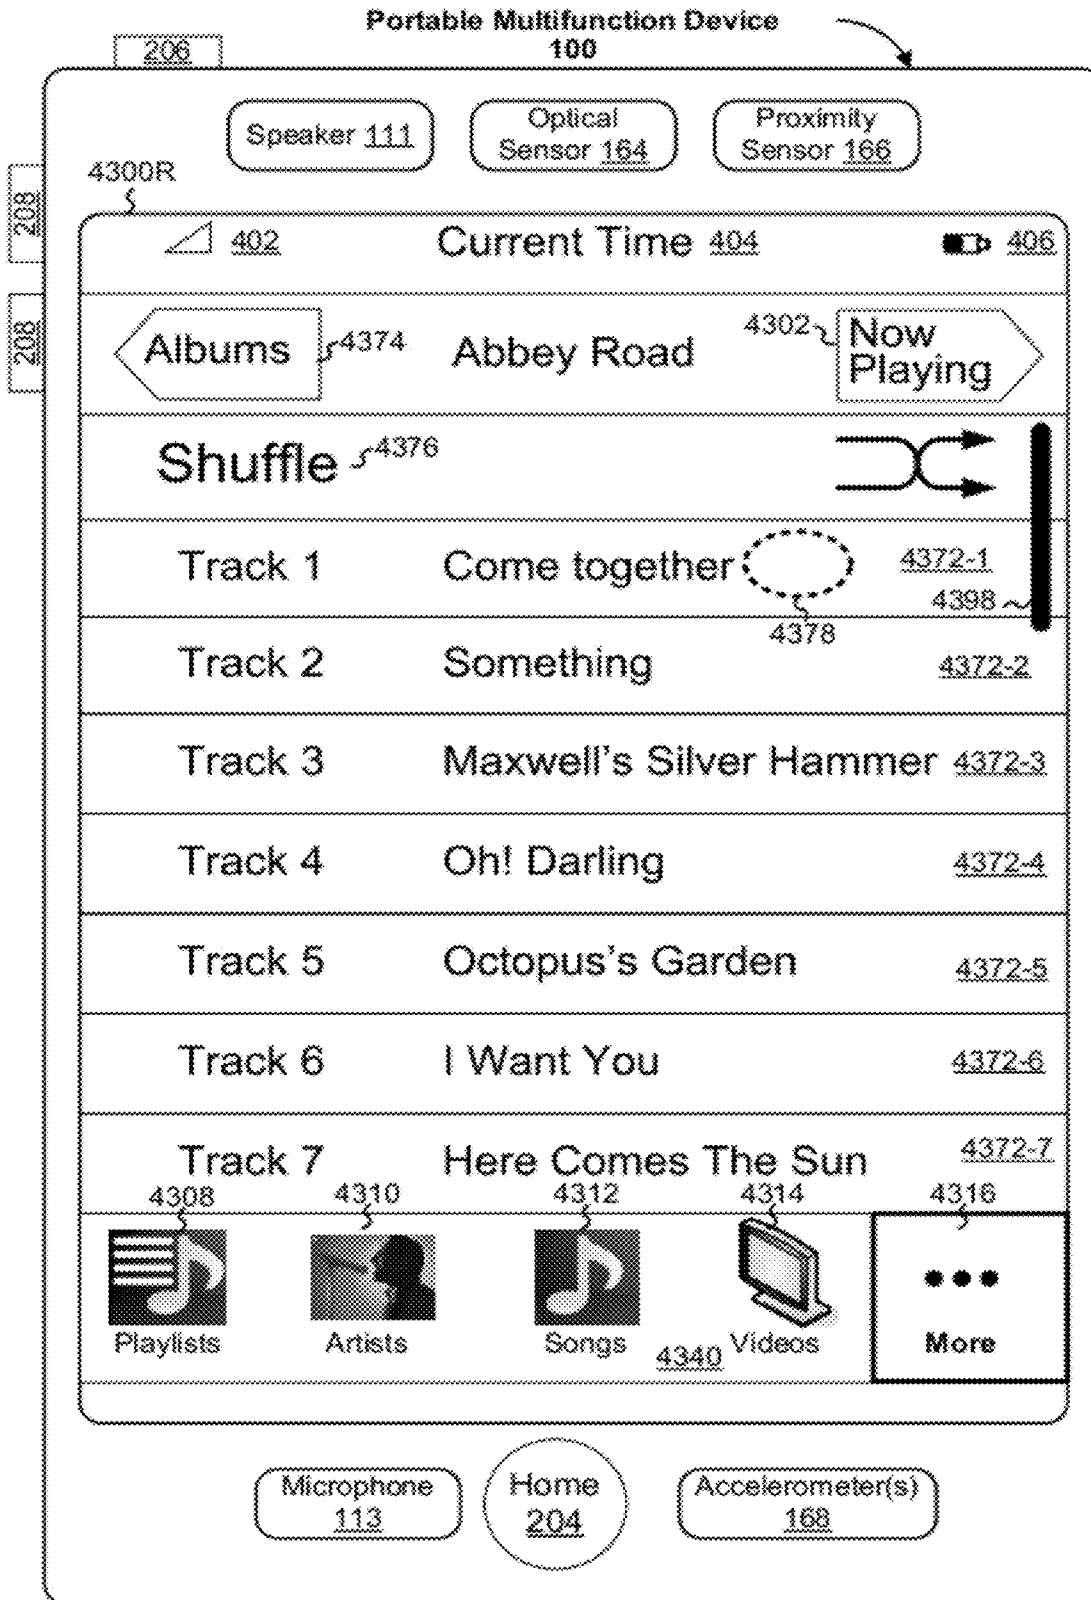 Portable Multifunction Device
100
206
Speaker 111
Optical
Sensor 164
Proximity
Sensor 166
4300R
208
208
402
Current Time 404
406
Albums
4374
Abbey Road
4302
Now
Playing
Shuffle
4376
Track 1 Come together 4372-1
4398
4378
Track 2 Something 4372-2
Track 3 Maxwell's Silver Hammer 4372-3
Track 4 Oh! Darling 4372-4
Track 5 Octopus's Garden 4372-5
Track 6 I Want You 4372-6
Track 7 Here Comes The Sun 4372-7
4308 4310 4312 4314 4316
Playlists Artists Songs 4340 Videos More
Microphone
113
Home
204
Accelerometer(s)
168